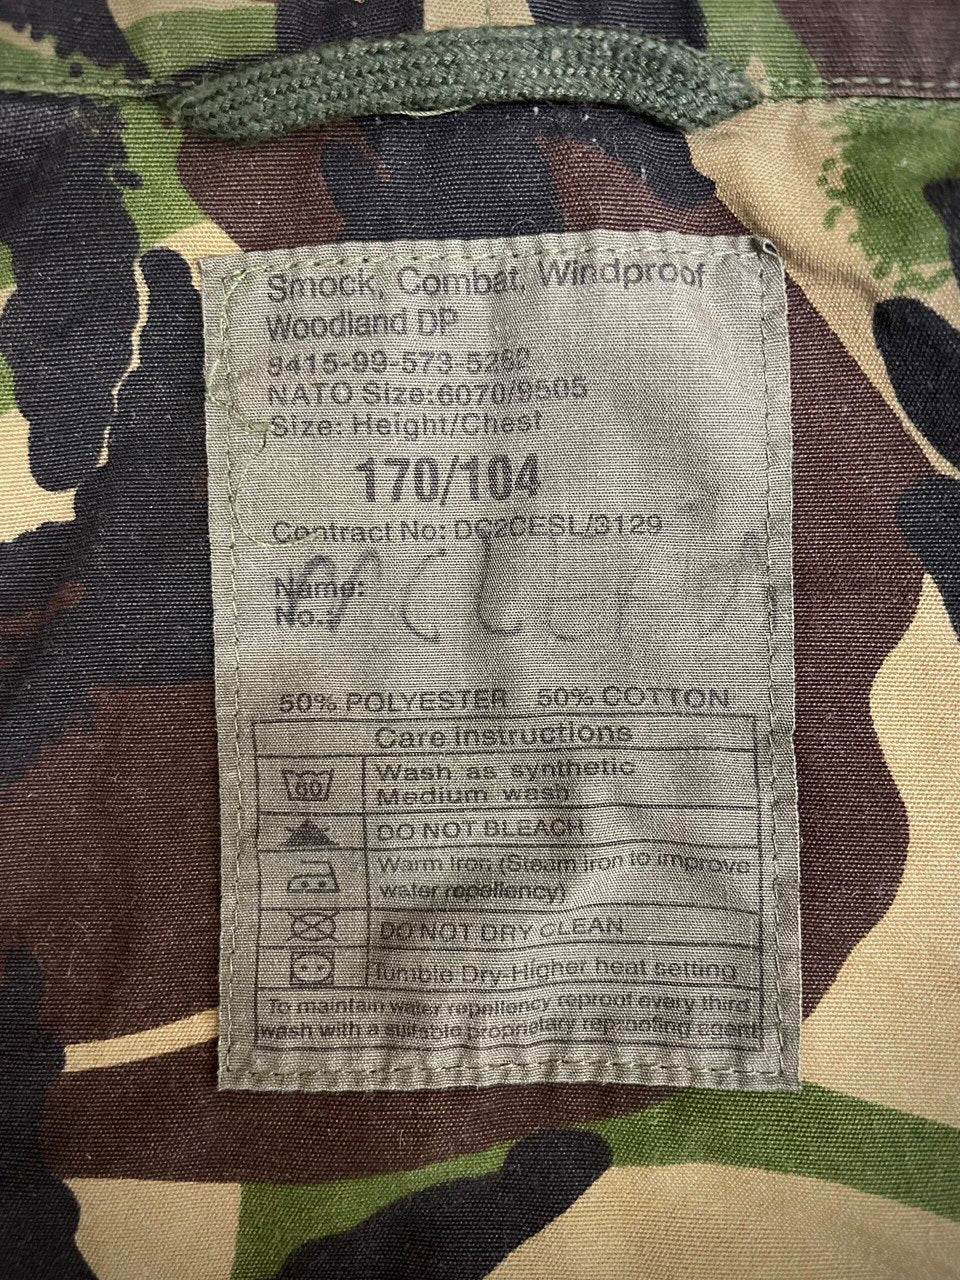 Smock, Combat, Windproof
Woodland DP
8415-99-573-5282
NATO Size:6070/9505
Size: Height/Chest
170/104
Contract No: DC2CESL/3129
Name:
No.:
50% POLYESTER 50% COTTON
Care instructions
60
Wash as synthetic
Medium wash
DO NOT BLEACH
Warm Iron (Steam iron to improve
water repellency)
DO NOT DRY CLEAN
Tumble Dry-Higher heat setting
To maintain water repellency reproof every third
wash with a suitable proprietary reproofing agent